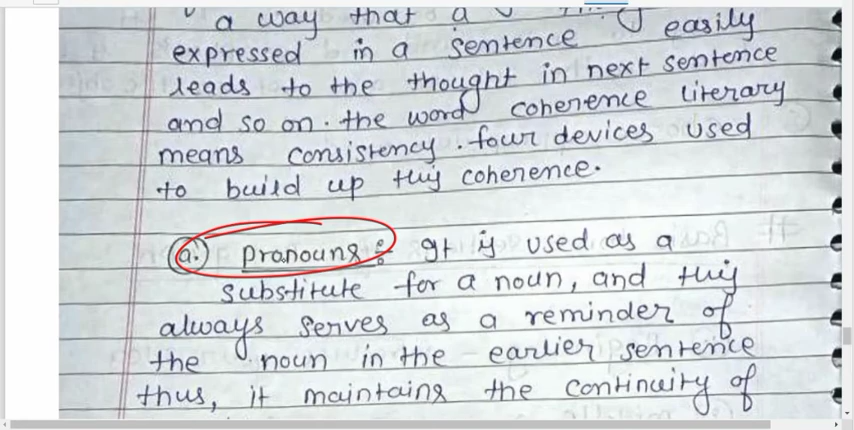 a way that a easily
expressed in a sentence
leads to the thought in next sentence
and so on. the word coherence literary
means consistency. four devices used
to build up this coherence.
(a.) pronouns :- It is used as a
substitute for a noun, and this
always serves as a reminder of
the noun in the earlier sentence
thus, it maintains the continuity of